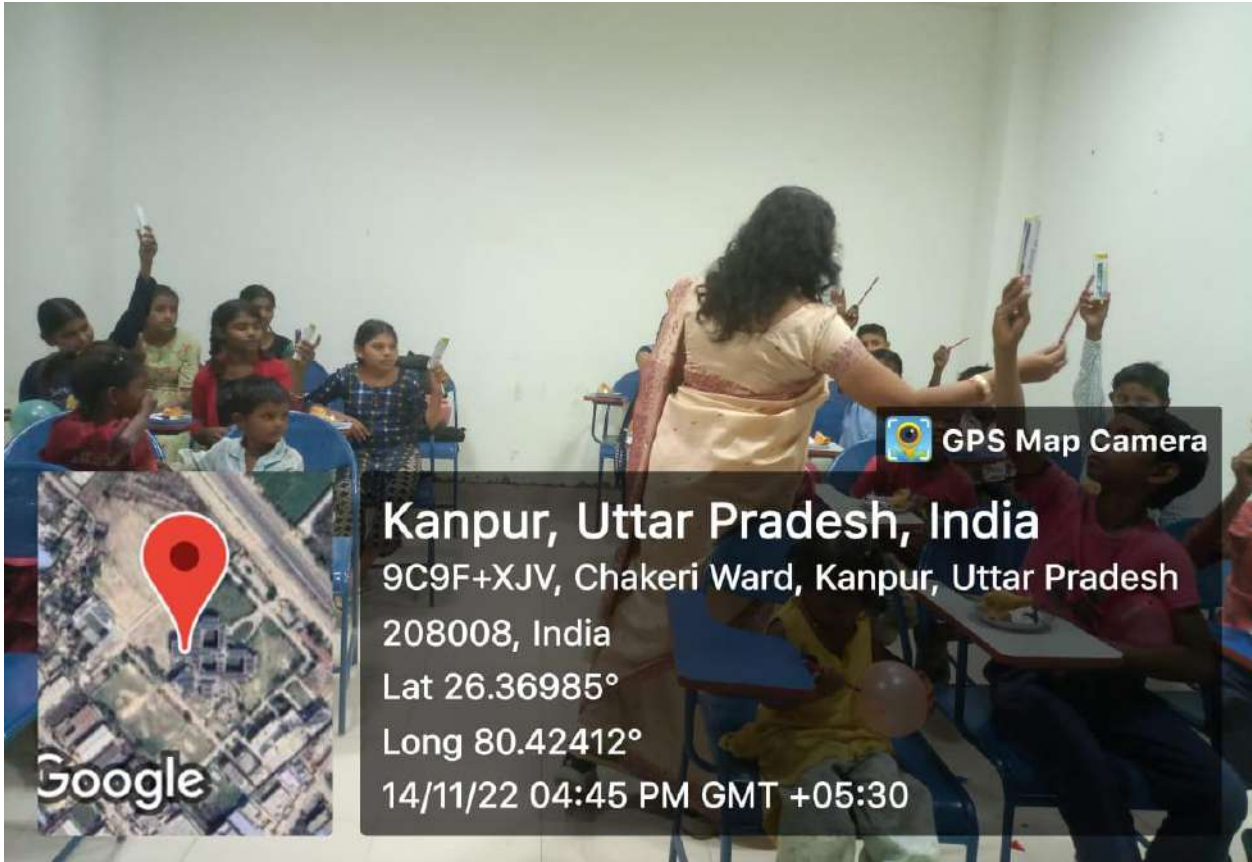 GPS Map Camera
Kanpur, Uttar Pradesh, India
9C9F+XJV, Chakeri Ward, Kanpur, Uttar Pradesh
208008, India
Lat 26.36985°
Long 80.42412°
14/11/22 04:45 PM GMT +05:30
Google